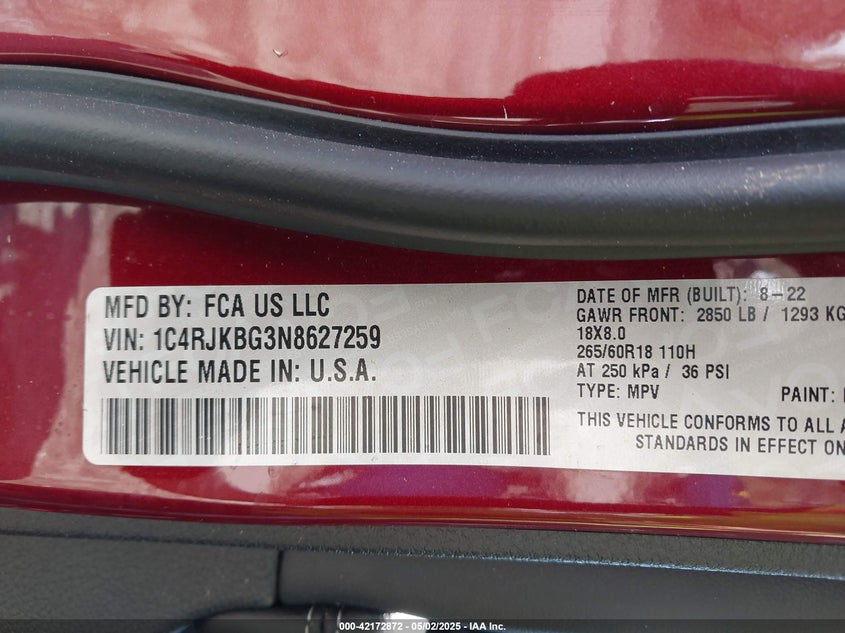 MFD BY: FCA US LLC
VIN: 1C4RJKBG3N8627259
VEHICLE MADE IN: U.S.A.
DATE OF MFR (BUILT): 8-22
GAWR FRONT: 2850 LB / 1293 KG
18X8.0
265/60R18 110H
AT 250 kPa / 36 PSI
TYPE: MPV PAINT:
THIS VEHICLE CONFORMS TO ALL A
STANDARDS IN EFFECT ON
000-42172872 — 05/02/2025 — IAA Inc.